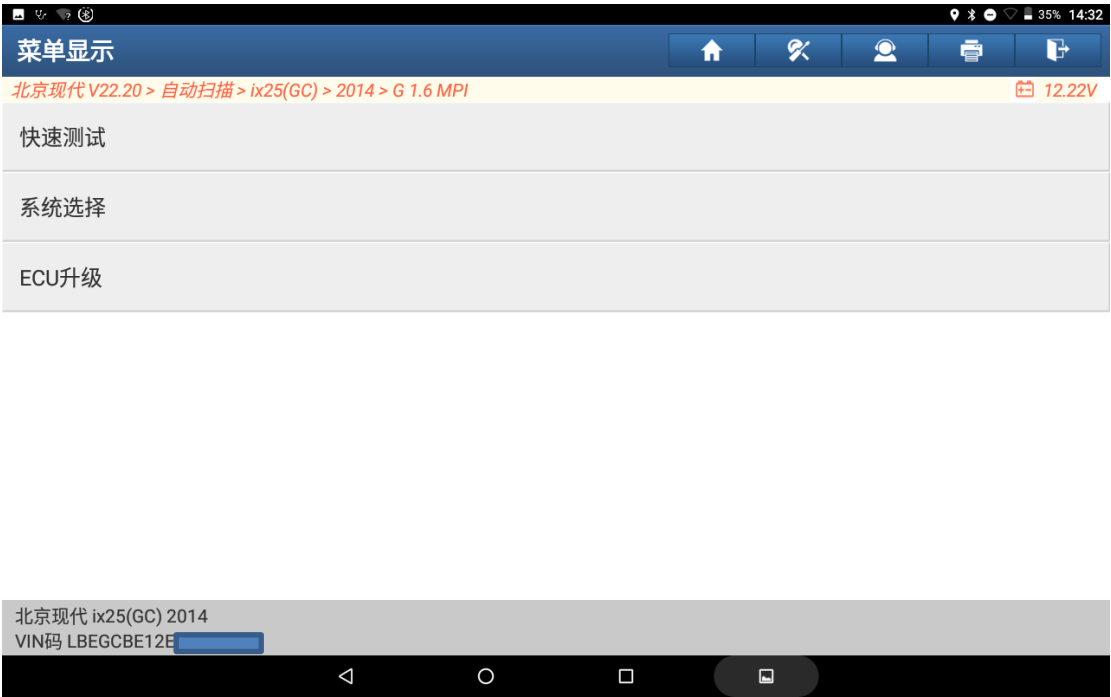 35% 14:32
菜单显示
北京现代 V22.20 > 自动扫描 > ix25(GC) > 2014 > G 1.6 MPI 12.22V
快速测试
系统选择
ECU升级
北京现代 ix25(GC) 2014
VIN码 LBEGCBE12E